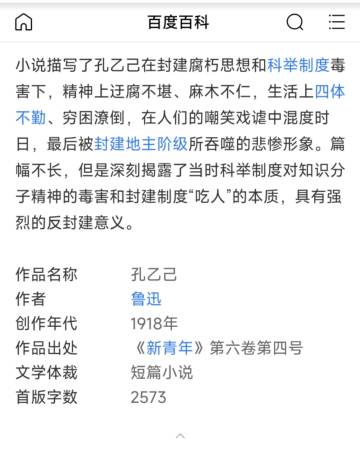 百度百科
小说描写了孔乙己在封建腐朽思想和科举制度毒
害下，精神上迂腐不堪、麻木不仁，生活上四体
不勤、穷困潦倒，在人们的嘲笑戏谑中混度时
日，最后被封建地主阶级所吞噬的悲惨形象。篇
幅不长，但是深刻揭露了当时科举制度对知识分
子精神的毒害和封建制度“吃人”的本质，具有强
烈的反封建意义。
作品名称 孔乙己
作者 鲁迅
创作年代 1918年
作品出处 《新青年》第六卷第四号
文学体裁 短篇小说
首版字数 2573